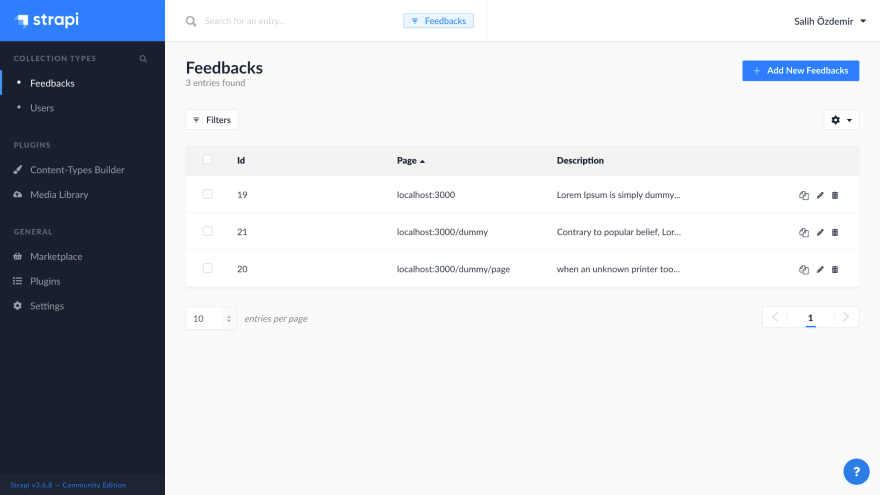 strapi
Search for an entry...
Feedbacks
Salih Özdemir
COLLECTION TYPES
Feedbacks
Users
PLUGINS
Content-Types Builder
Media Library
GENERAL
Marketplace
Plugins
Settings
Strapi v3.6.8 — Community Edition
Feedbacks
3 entries found
Add New Feedbacks
Filters
Id Page Description
19 localhost:3000 Lorem Ipsum is simply dummy...
21 localhost:3000/dummy Contrary to popular belief, Lor...
20 localhost:3000/dummy/page when an unknown printer too...
10 entries per page
1
?